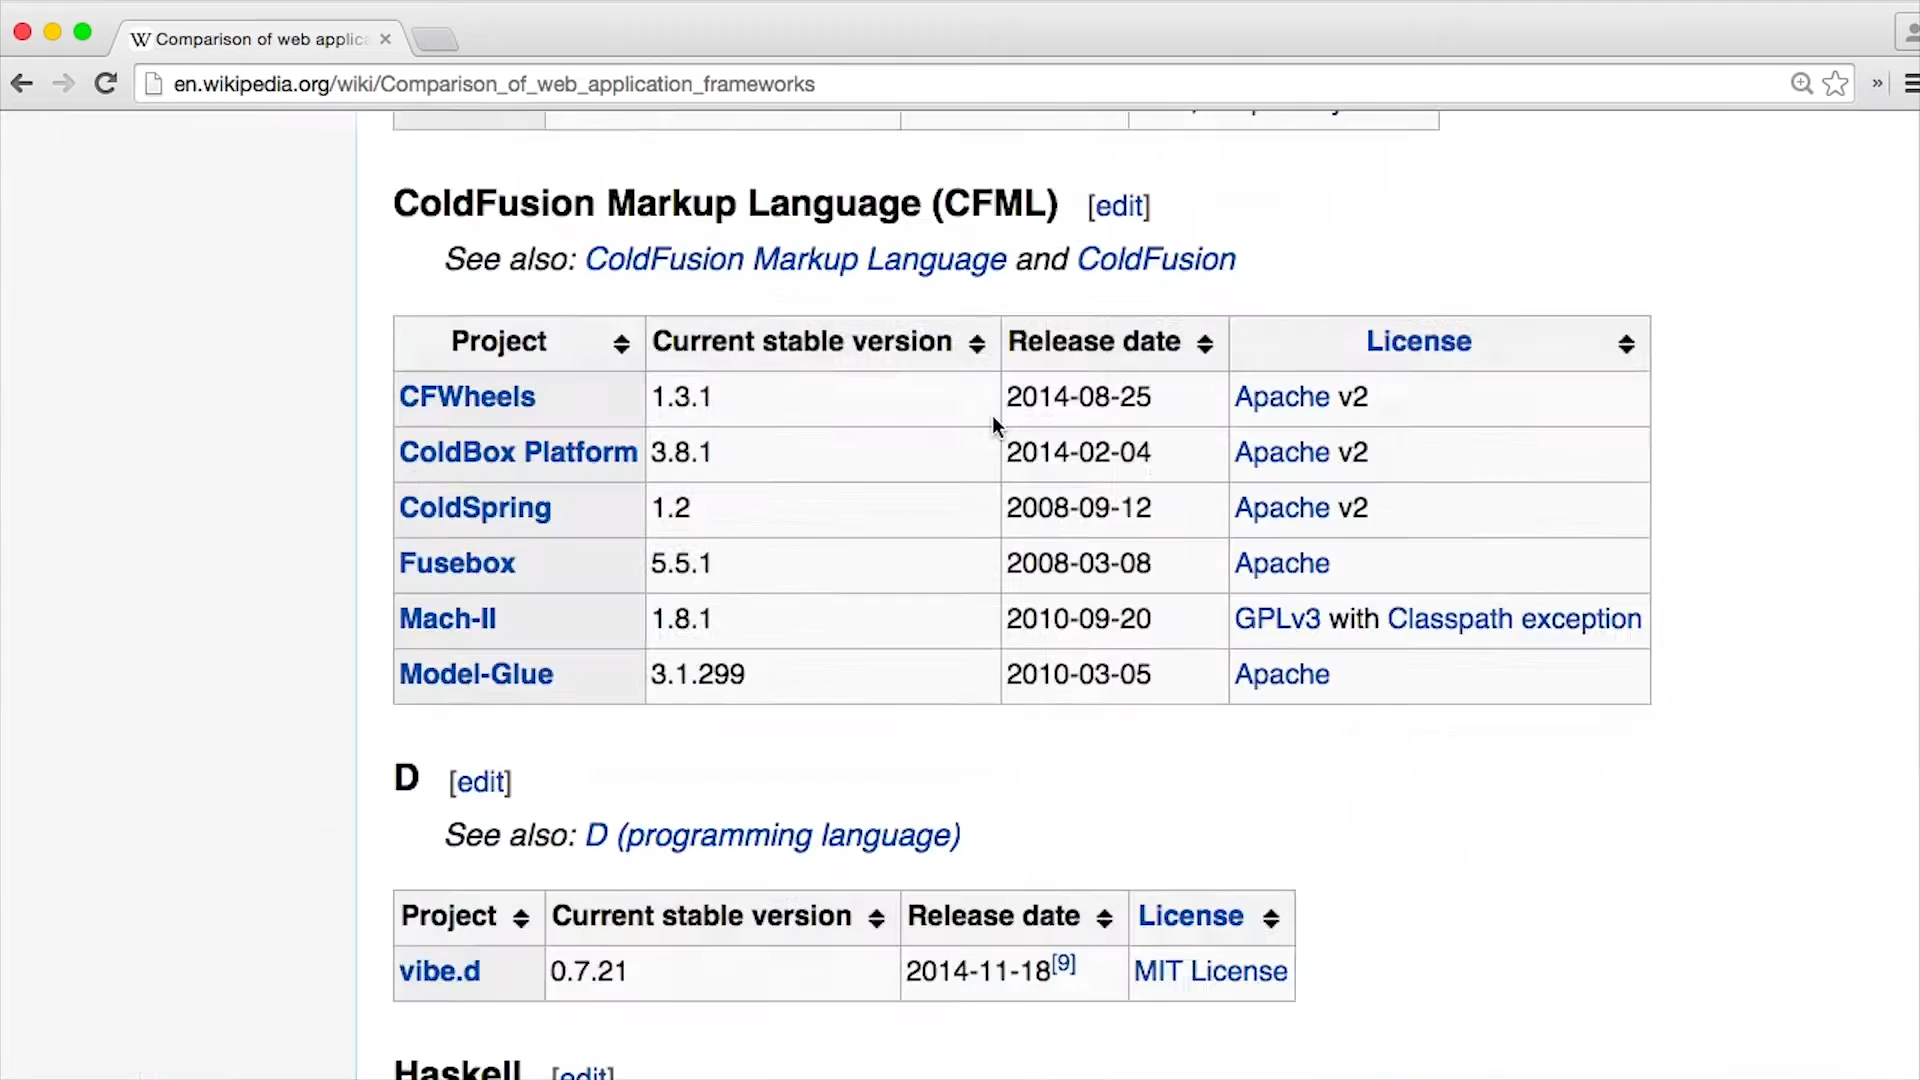 W Comparison of web applica
en.wikipedia.org/wiki/Comparison_of_web_application_frameworks
ColdFusion Markup Language (CFML) [edit]
See also: ColdFusion Markup Language and ColdFusion
Project Current stable version Release date License
CFWheels 1.3.1 2014-08-25 Apache v2
ColdBox Platform 3.8.1 2014-02-04 Apache v2
ColdSpring 1.2 2008-09-12 Apache v2
Fusebox 5.5.1 2008-03-08 Apache
Mach-II 1.8.1 2010-09-20 GPLv3 with Classpath exception
Model-Glue 3.1.299 2010-03-05 Apache
D [edit]
See also: D (programming language)
Project Current stable version Release date License
vibe.d 0.7.21 2014-11-18[9] MIT License
Haskell [edit]